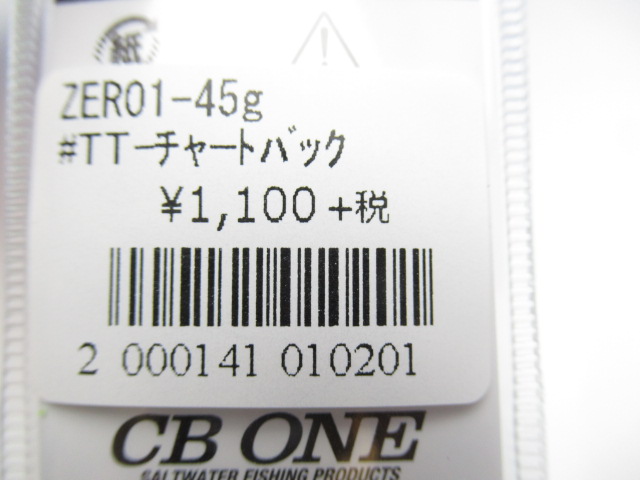 紙
ZERO1-45g
#TT-ﾁｬｰﾄﾊﾞｯｸ
¥1,100+税
2 000141 010201
CB ONE
SALTWATER FISHING PRODUCTS